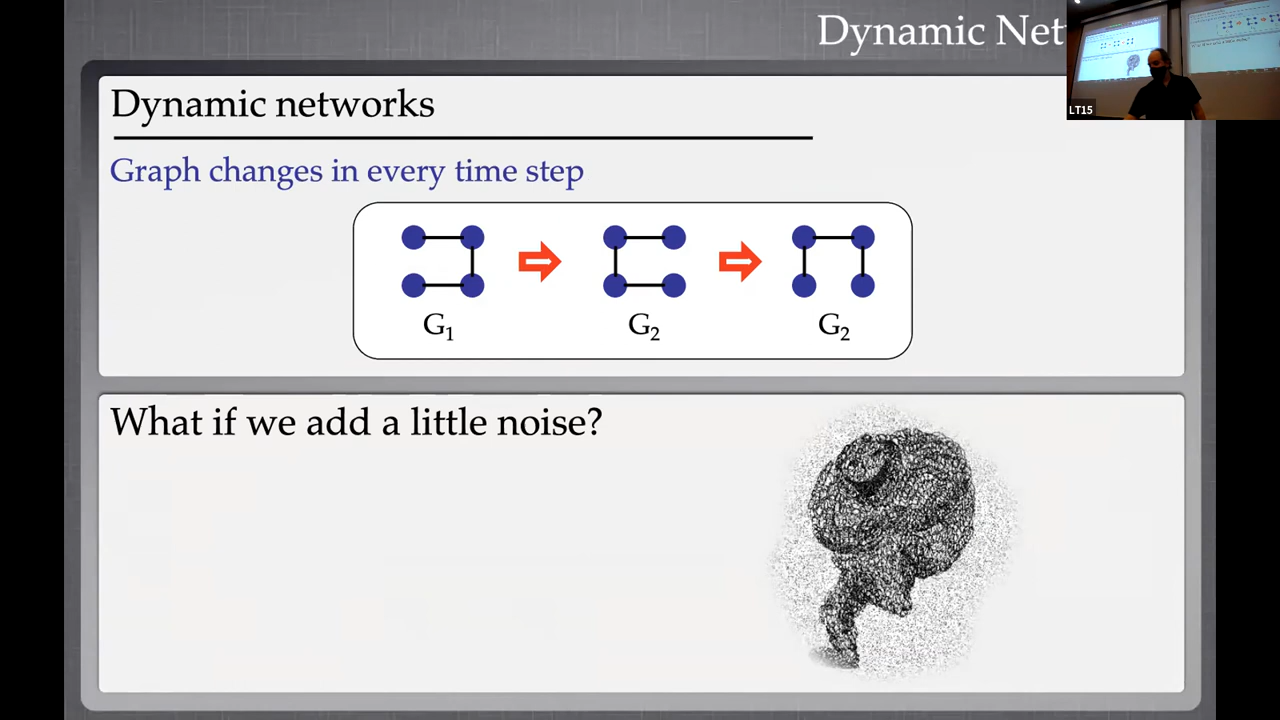 Dynamic Net
LT15
Dynamic networks
Graph changes in every time step
G₁ G₂ G₂
What if we add a little noise?